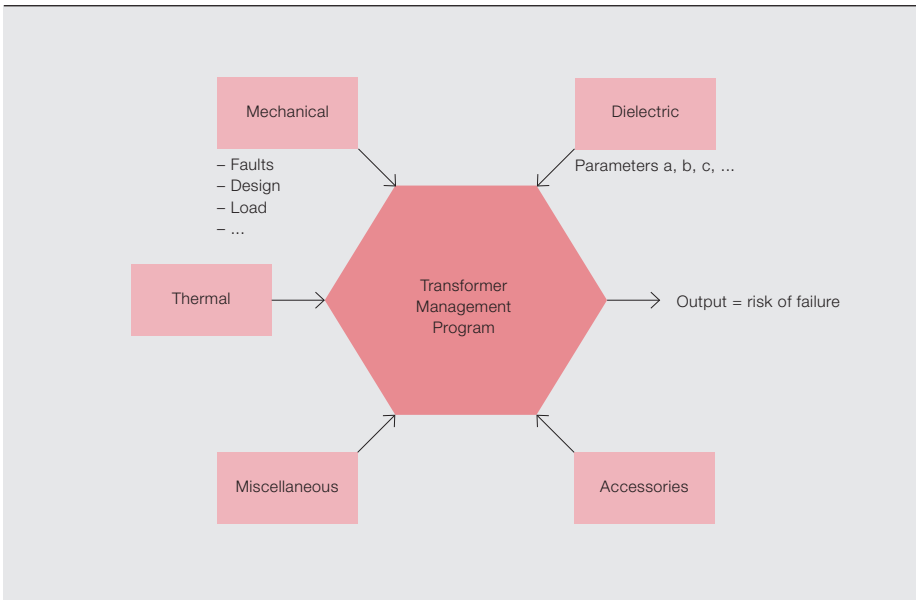 Mechanical
– Faults
– Design
– Load
– ...
Dielectric
Parameters a, b, c, ...
Thermal
Transformer
Management
Program
Output = risk of failure
Miscellaneous
Accessories